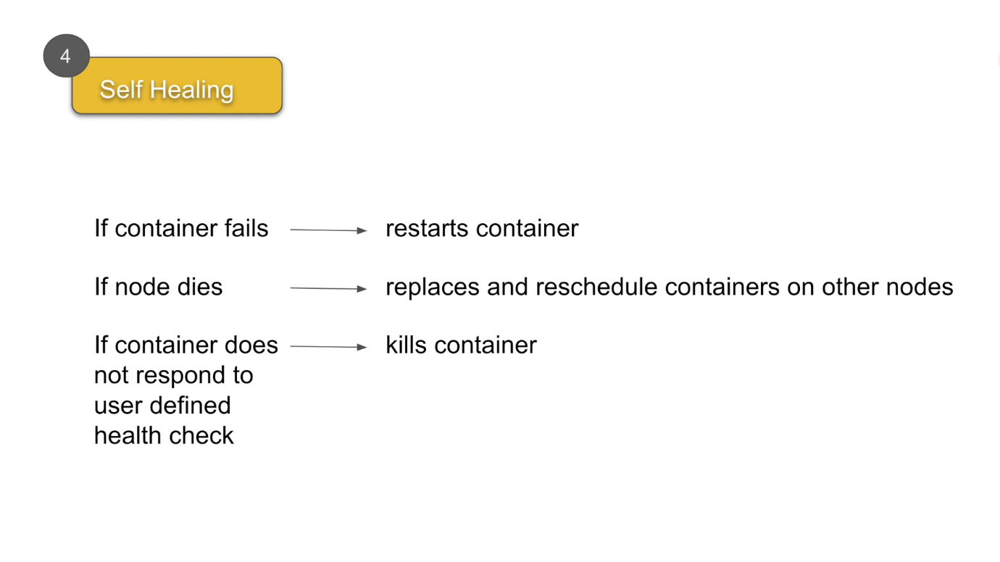 4
Self Healing
If container fails restarts container
If node dies replaces and reschedule containers on other nodes
If container does kills container
not respond to
user defined
health check